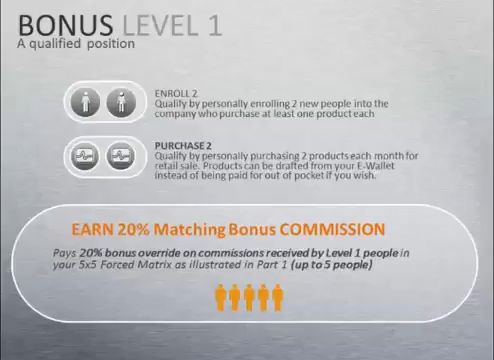 BONUS LEVEL 1
A qualified position
ENROLL 2
Qualify by personally enrolling 2 new people into the
company who purchase at least one product each
PURCHASE 2
Qualify by personally purchasing 2 products each month for
retail sale. Products can be drafted from your E-Wallet
instead of being paid for out of pocket if you wish.
EARN 20% Matching Bonus COMMISSION
Pays 20% bonus override on commissions received by Level 1 people in
your 5x5 Forced Matrix as illustrated in Part 1 (up to 5 people)